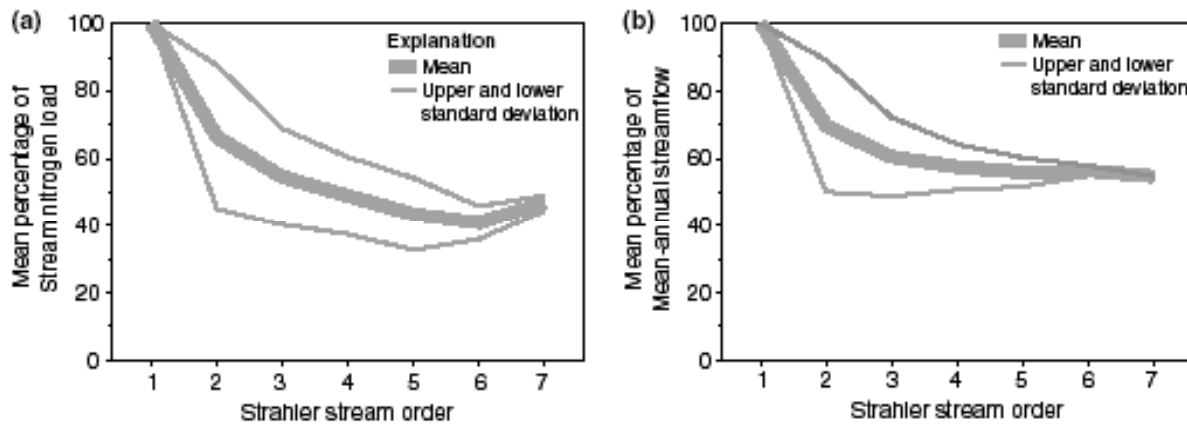 (a)
Mean percentage of
Stream nitrogen load
100
80
60
40
20
0
Explanation
Mean
Upper and lower
standard deviation
1 2 3 4 5 6 7
Strahler stream order
(b)
Mean percentage of
Mean-annual streamflow
100
80
60
40
20
0
Mean
Upper and lower
standard deviation
1 2 3 4 5 6 7
Strahler stream order